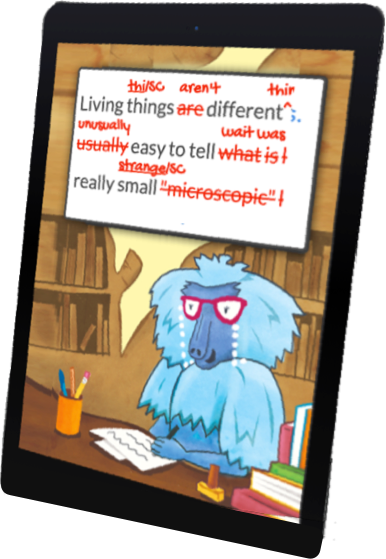 thi/SC aren't thin
Living things are different^;.
unusually wait was
usually easy to tell what is l
strange/SC
really small "microscopic" l